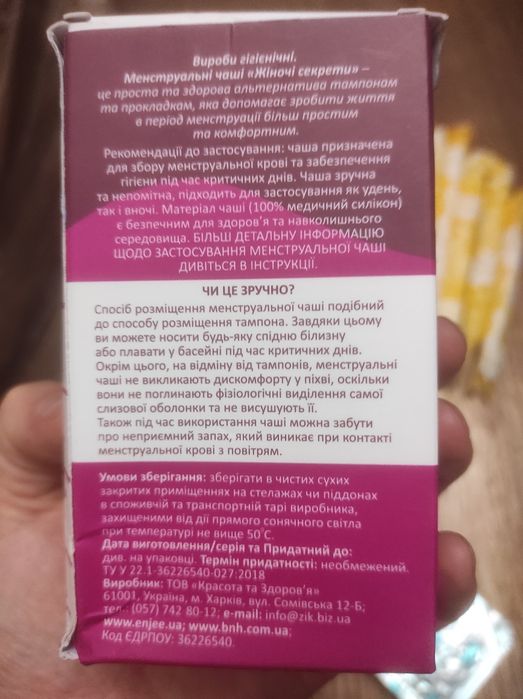 Вироби гігієнічні.
Менструальні чаші «Жіночі секрети» –
це проста та здорова альтернатива тампонам
та прокладкам, яка допомагає зробити життя
в період менструації більш простим
та комфортним.
Рекомендації до застосування: чаша призначена
для збору менструальної крові та забезпечення
гігієни під час критичних днів. Чаша зручна
та непомітна, підходить для застосування як удень,
так і вночі. Матеріал чаші (100% медичний силікон)
є безпечним для здоров'я та навколишнього
середовища. БІЛЬШ ДЕТАЛЬНУ ІНФОРМАЦІЮ
ЩОДО ЗАСТОСУВАННЯ МЕНСТРУАЛЬНОЇ ЧАШІ
ДИВІТЬСЯ В ІНСТРУКЦІЇ.
ЧИ ЦЕ ЗРУЧНО?
Спосіб розміщення менструальної чаші подібний
до способу розміщення тампона. Завдяки цьому
ви можете носити будь-яку спідню білизну
або плавати у басейні під час критичних днів.
Окрім цього, на відміну від тампонів, менструальні
чаші не викликають дискомфорту у піхві, оскільки
вони не поглинають фізіологічні виділення самої
слизової оболонки та не висушують її.
Також під час використання чаші можна забути
про неприємний запах, який виникає при контакті
менструальної крові з повітрям.
Умови зберігання: зберігати в чистих сухих
закритих приміщеннях на стелажах чи піддонах
в споживчій та транспортній тарі виробника,
захищеними від дії прямого сонячного світла
при температурі не вище 50°С.
Дата виготовлення/серія та Придатний до:
див. на упаковці. Термін придатності: необмежений.
ТУ У 22.1-36226540-027:2018
Виробник: ТОВ «Красота та Здоров'я»
61001, Україна, м. Харків, вул. Сомівська 12-Б;
тел.: (057) 742 80-12; e-mail: info@zik.biz.ua
www.enjee.ua; www.bnh.com.ua;
Код ЄДРПОУ: 36226540.